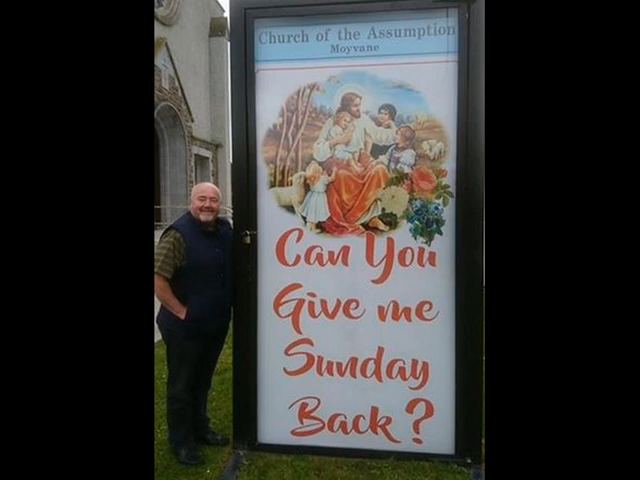 Church of the Assumption
Moyvane
Can You
Give me
Sunday
Back?